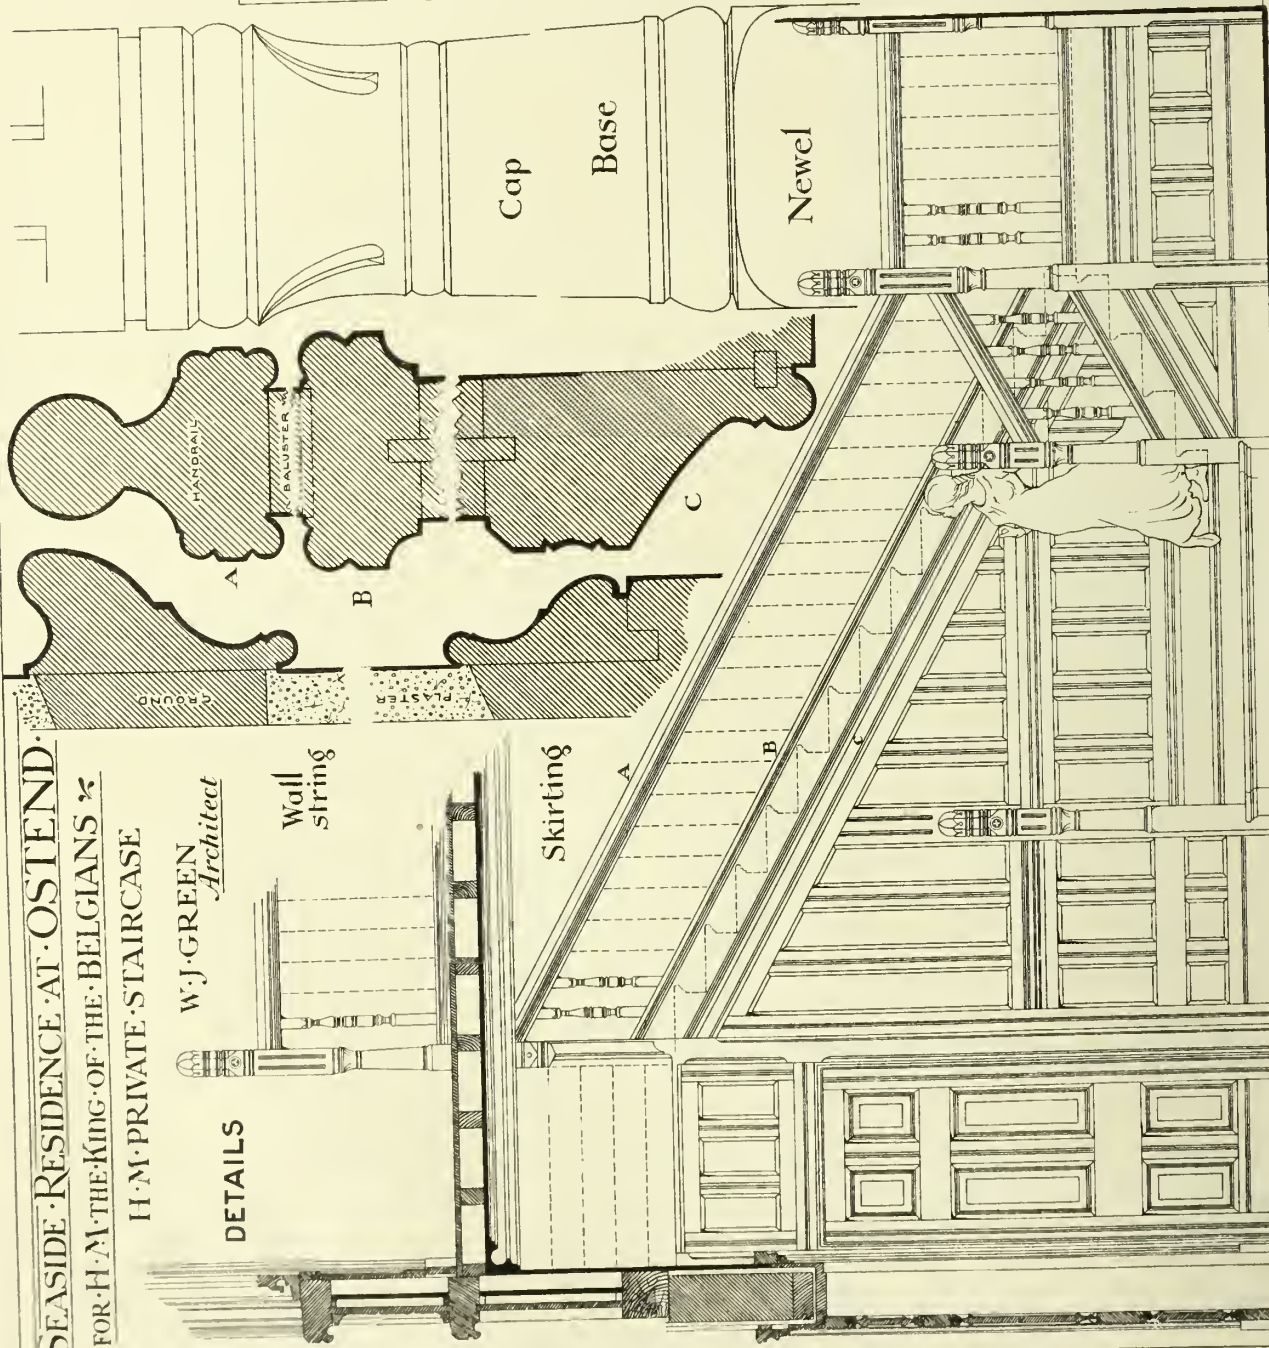 SEASIDE·RESIDENCE·AT·OSTEND·
FOR·H·M·THE·KING·OF·THE·BELGIANS
H·M·PRIVATE·STAIRCASE
W·J·GREEN
Architect
DETAILS
Wall
string
Skirting
GROUND
PLASTER
A
B
C
HANDRAIL
BALUSTER
Cap
Base
Newel
A
B
C